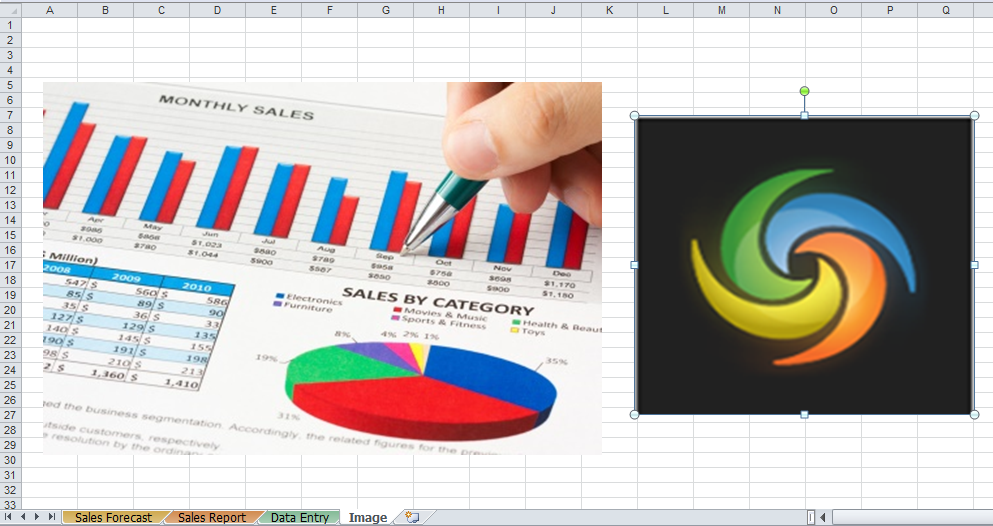 A B C D E F G H I J K L M N O P Q
1
2
3
4
5
6
7
8
9
10
11
12
13
14
15
16
17
18
19
20
21
22
23
24
25
26
27
28
29
30
31
32
33
MONTHLY SALES
Apr May Jun Jul Aug Sep Oct Nov Dec
$986 $868 $1,023 $880 $789 $958 $758 $698 $1,170
$1,000 $780 $1,044 $900 $587 $850 $800 $900 $1,180
$ Million)
2008 2009 2010
547 $ 560 $ 586
85 $ 89 $ 90
35 $ 36 $ 33
127 $ 129 $ 135
140 $ 145 $ 155
190 $ 191 $ 198
98 $ 210 $ 213
2 $ 1,360 $ 1,410
SALES BY CATEGORY
Electronics Movies & Music Health & Beaut
Furniture Sports & Fitness Toys
8% 4% 2% 1%
19% 35%
31%
ed the business segmentation. Accordingly, the related figures for the previ
utside customers, respectively.
resolution by the ordinar
Sales Forecast Sales Report Data Entry Image